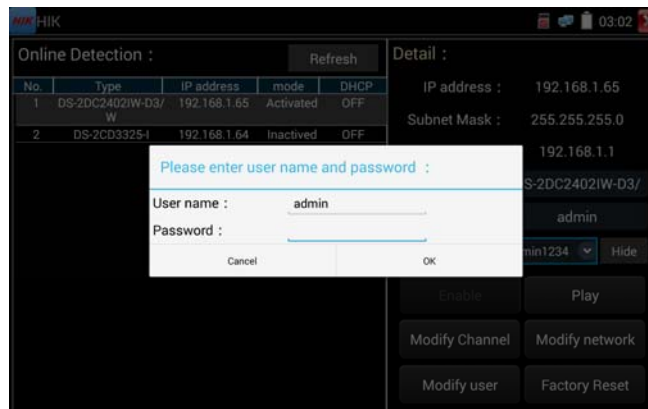 HIK HIK 03:02
Online Detection : Refresh
No. Type IP address mode DHCP
1 DS-2DC2402IW-D3/W 192.168.1.65 Activated OFF
2 DS-2CD3325-I 192.168.1.64 Inactived OFF
Detail :
IP address : 192.168.1.65
Subnet Mask : 255.255.255.0
192.168.1.1
S-2DC2402IW-D3/
admin
min1234 Hide
Enable Play
Modify Channel Modify network
Modify user Factory Reset
Please enter user name and password :
User name : admin
Password :
Cancel OK